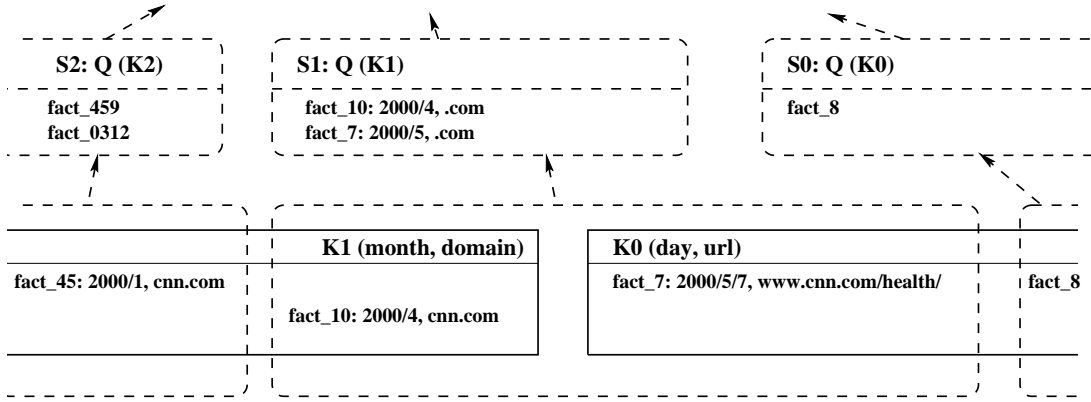 S2: Q (K2)
fact_459
fact_0312
S1: Q (K1)
fact_10: 2000/4, .com
fact_7: 2000/5, .com
S0: Q (K0)
fact_8
K1 (month, domain)
fact_45: 2000/1, cnn.com
fact_10: 2000/4, cnn.com
K0 (day, url)
fact_7: 2000/5/7, www.cnn.com/health/
fact_8